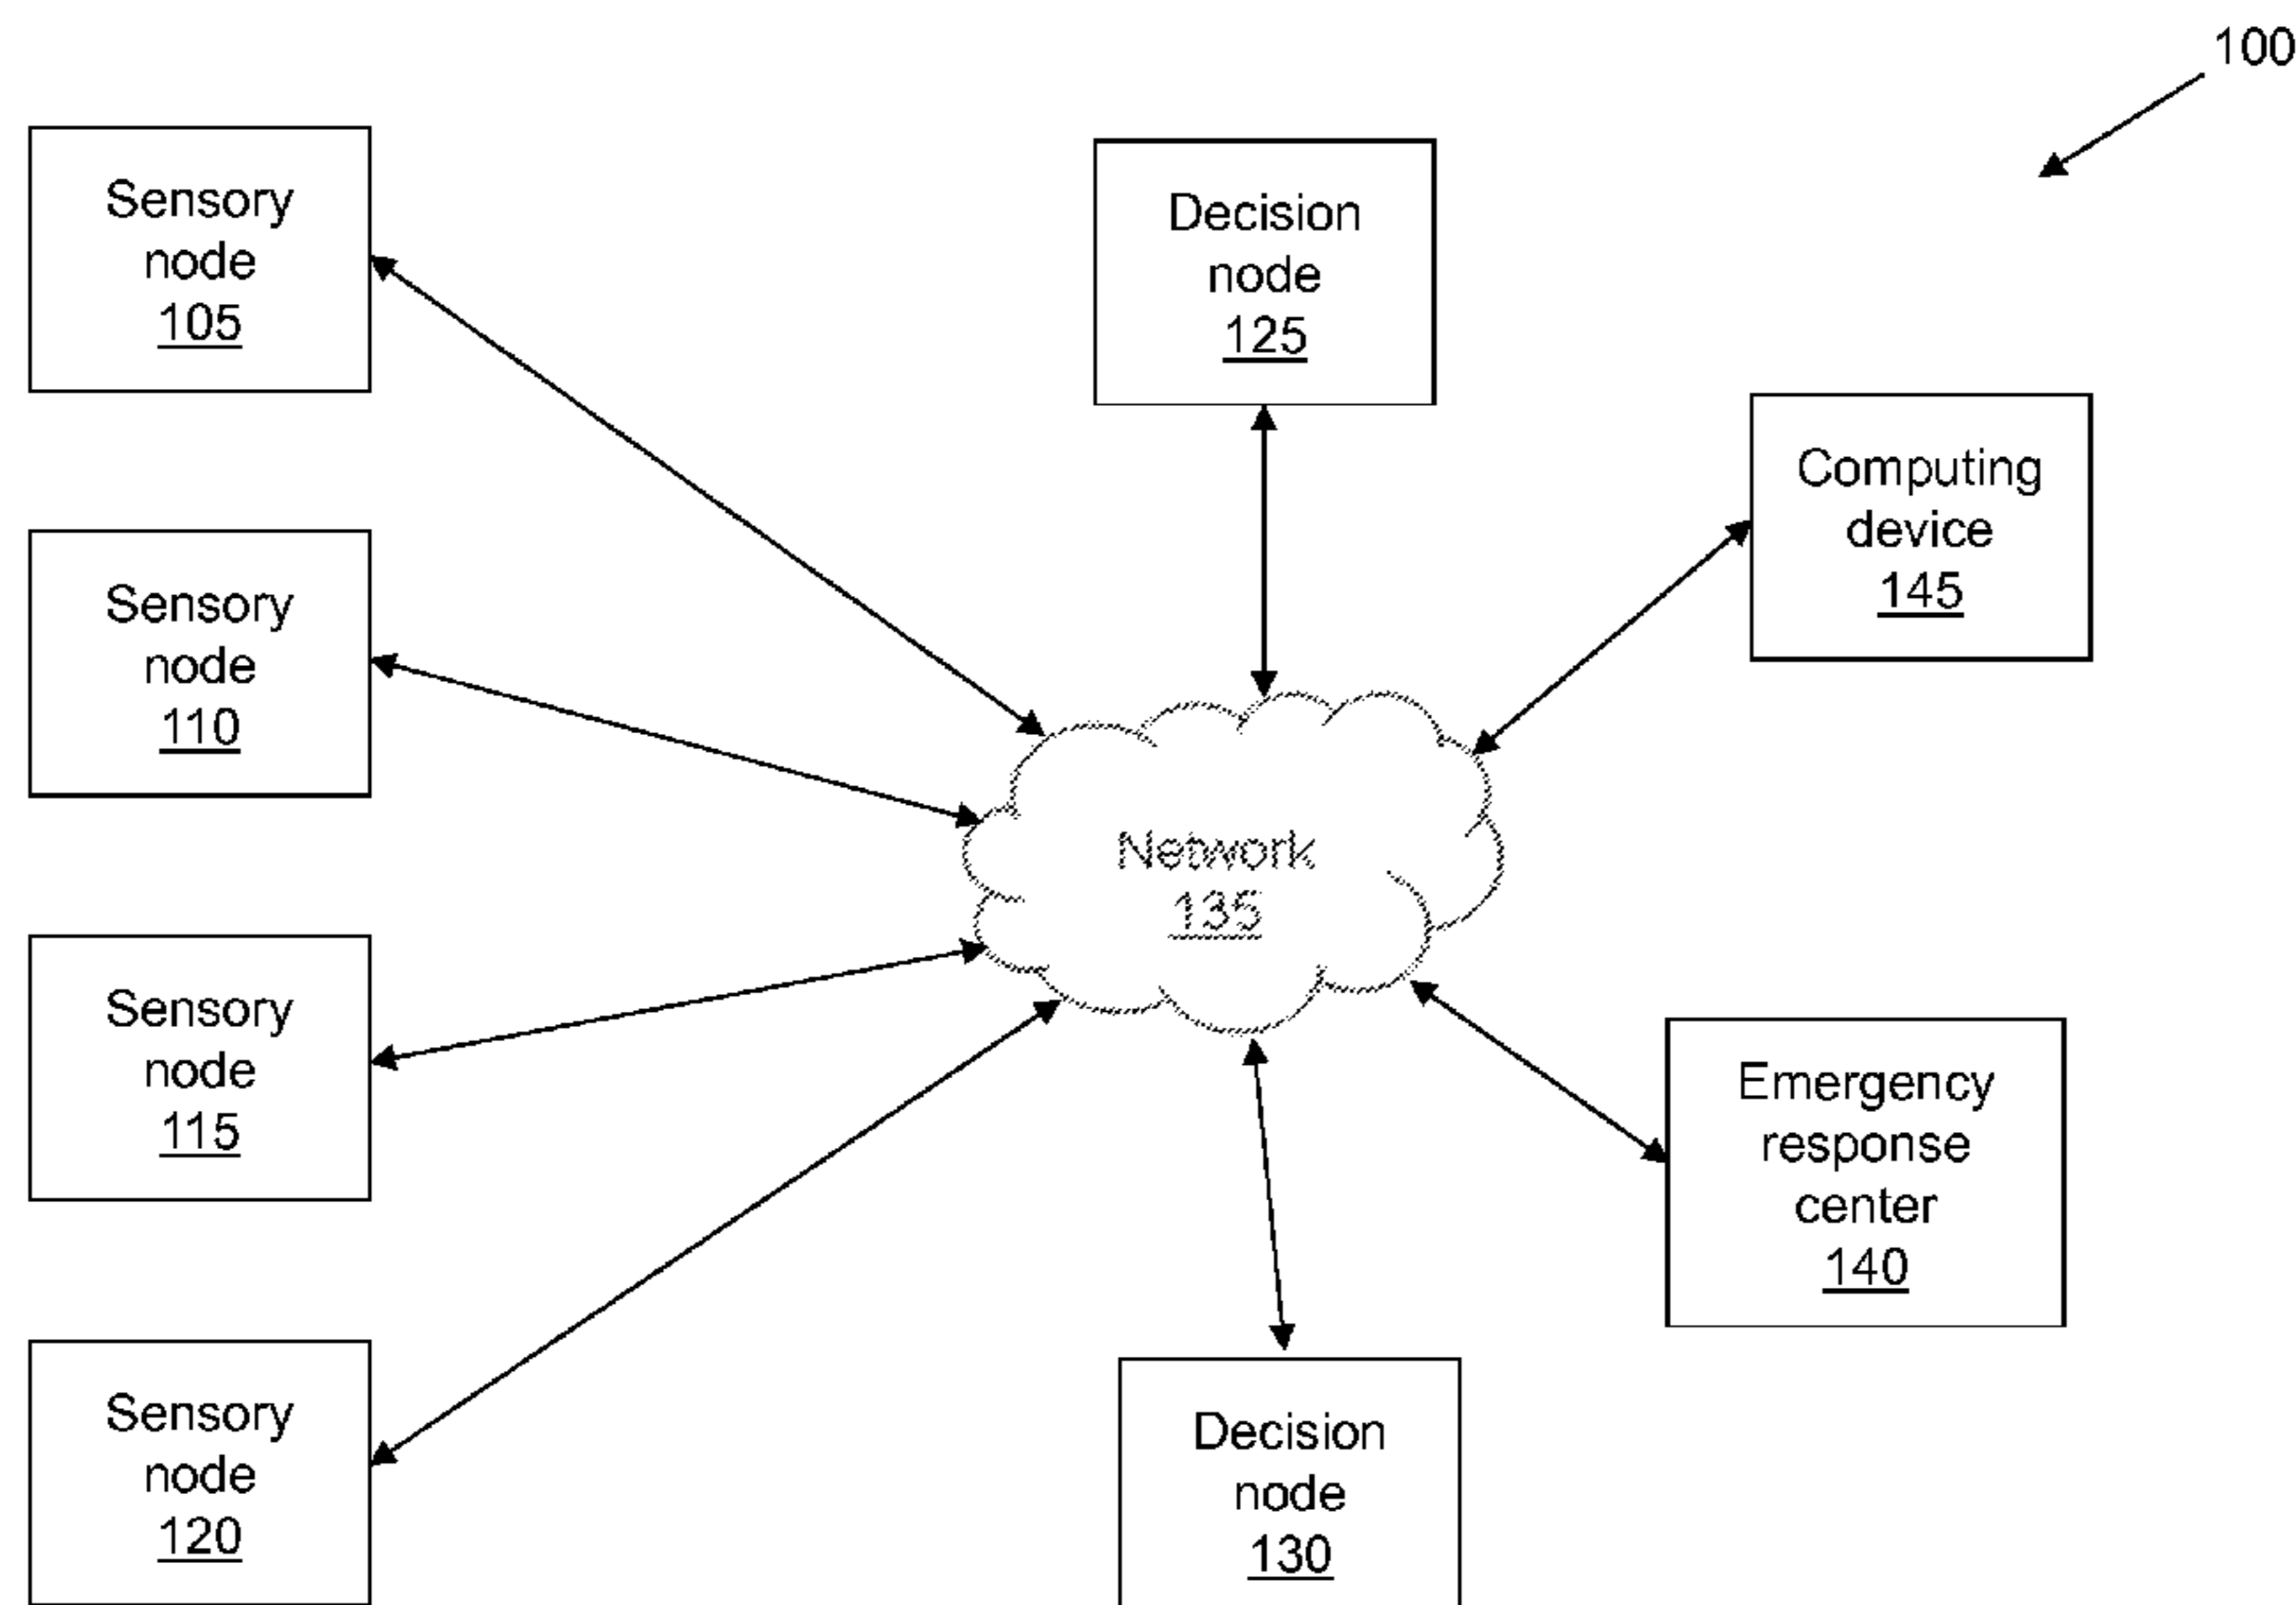 100
Sensory
node
105
Decision
node
125
Computing
device
145
Sensory
node
110
Network
135
Sensory
node
115
Emergency
response
center
140
Sensory
node
120
Decision
node
130